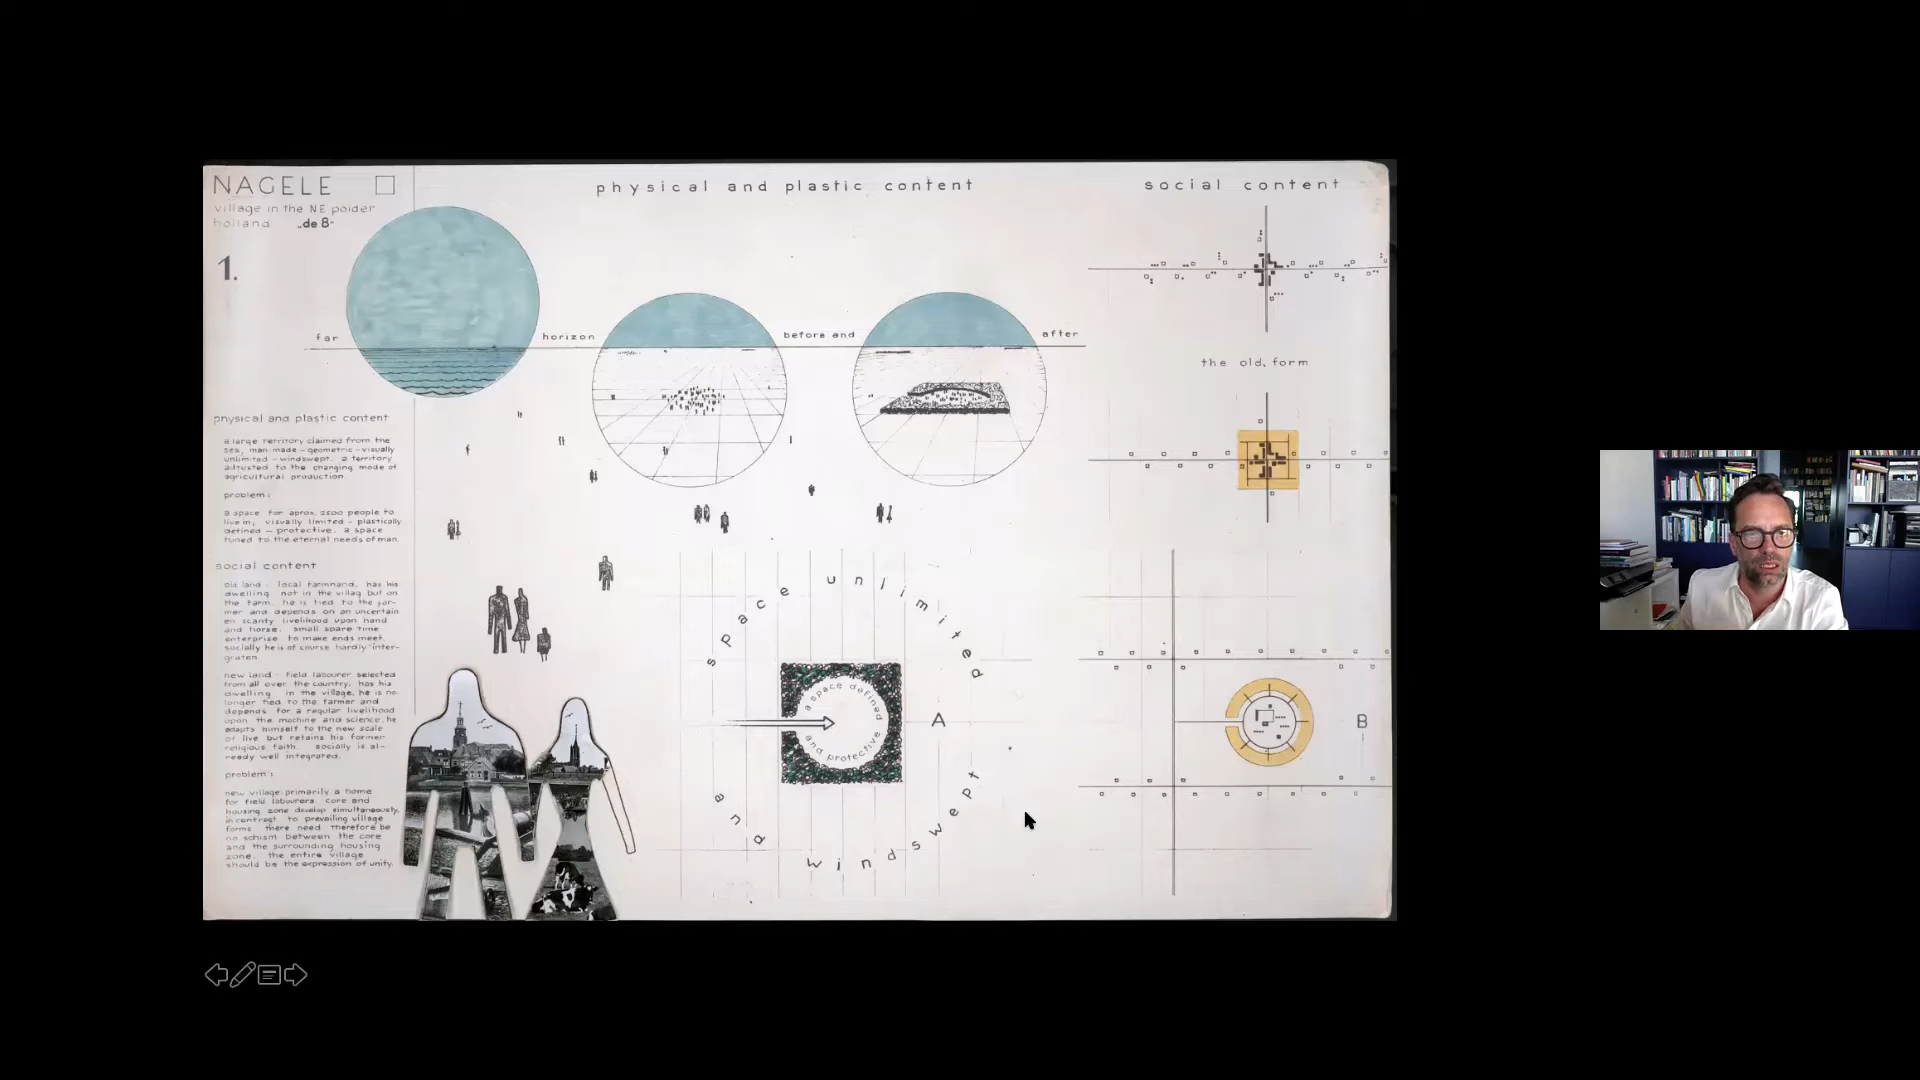 NAGELE
village in the NE polder
holland „de 8"
1.
physical and plastic content
social content
far
horizon
before and
after
the old, form
physical and plastic content
a large territory claimed from the
sea, man-made - geometric - visually
unlimited - windswept. a territory
adjusted to the changing mode of
agricultural production.
problem:
a space for aprox. 2500 people to
live in, visually limited - plastically
defined - protective. a space
tuned to the eternal needs of man.
social content
old land: local farmhand, has his
dwelling not in the villag but on
the farm. he is tied to the far-
mer and depends on an uncertain
en scanty livelihood upon hand
and horse. small spare time
enterprise to make ends meet.
socially he is of course hardly "inter-
graten
new land: field labourer selected
from all over the country, has his
dwelling in the village, he is no
longer tied to the farmer and
depends for a regular livelihood
upon the machine and science. he
adapts himself to the new scale
of live but retains his former
religious faith. socially is al-
ready well integrated.
problem:
new village: primarily a home
for field labourers. core and
housing zone develop simultaneously,
in contrast to prevailing village
forms there need therefore be
no schism between the core
and the surrounding housing
zone. the entire village
should be the expression of unity.
space unlimited
and windswept
a space defined
and protective
A
B